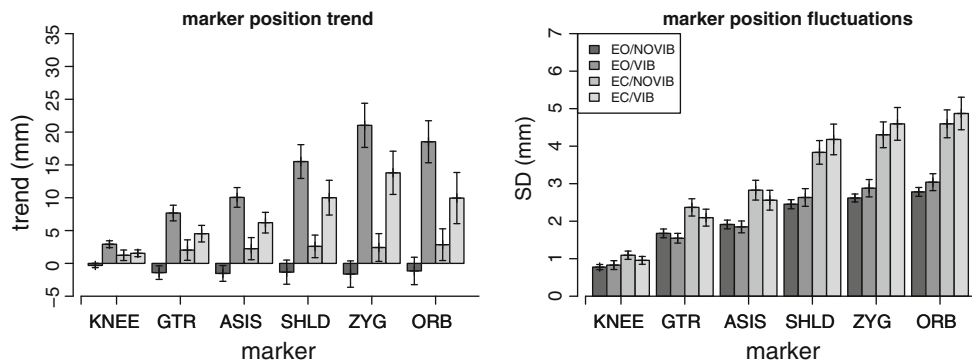 marker position trend
trend (mm)
35
30
25
20
15
10
5
0
−5
KNEE GTR ASIS SHLD ZYG ORB
marker
marker position fluctuations
SD (mm)
7
6
5
4
3
2
1
0
EO/NOVIB
EO/VIB
EC/NOVIB
EC/VIB
KNEE GTR ASIS SHLD ZYG ORB
marker